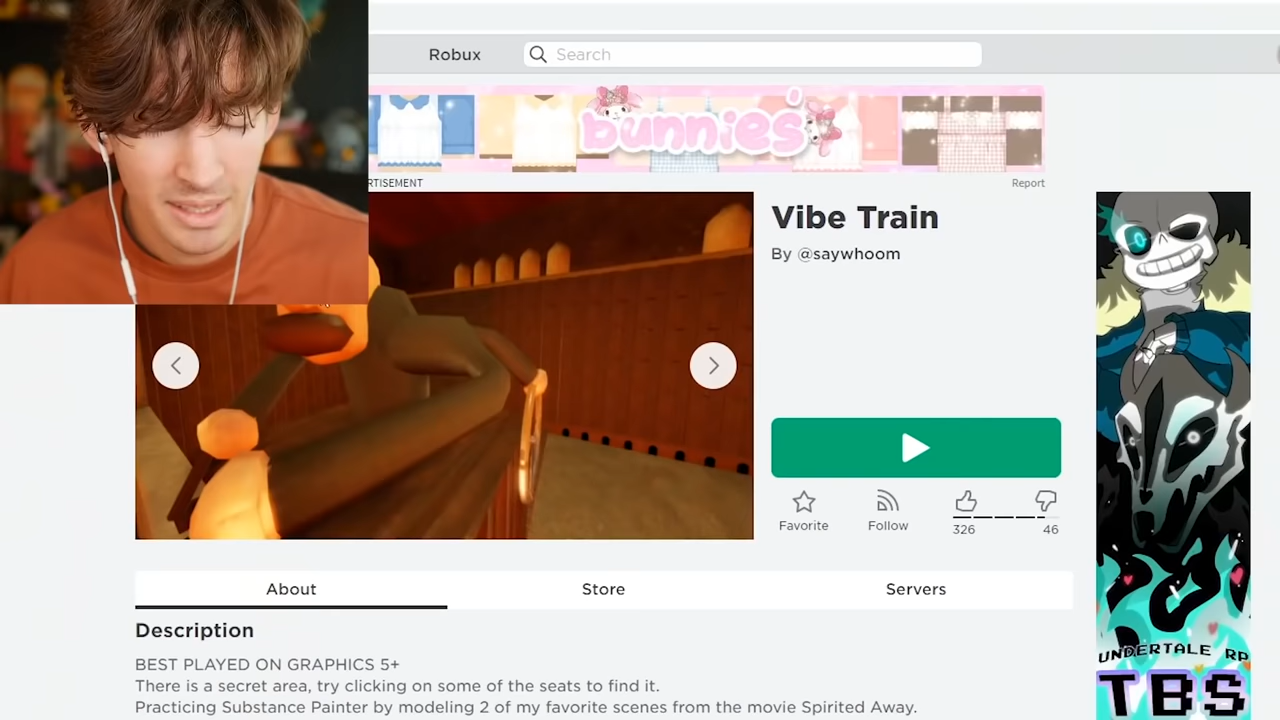 Robux
Search
bunnies
RTISEMENT
Report
Vibe Train
By @saywhoom
Favorite
Follow
326
46
About
Store
Servers
Description
BEST PLAYED ON GRAPHICS 5+
There is a secret area, try clicking on some of the seats to find it.
Practicing Substance Painter by modeling 2 of my favorite scenes from the movie Spirited Away.
UNDERTALE RP
TBS